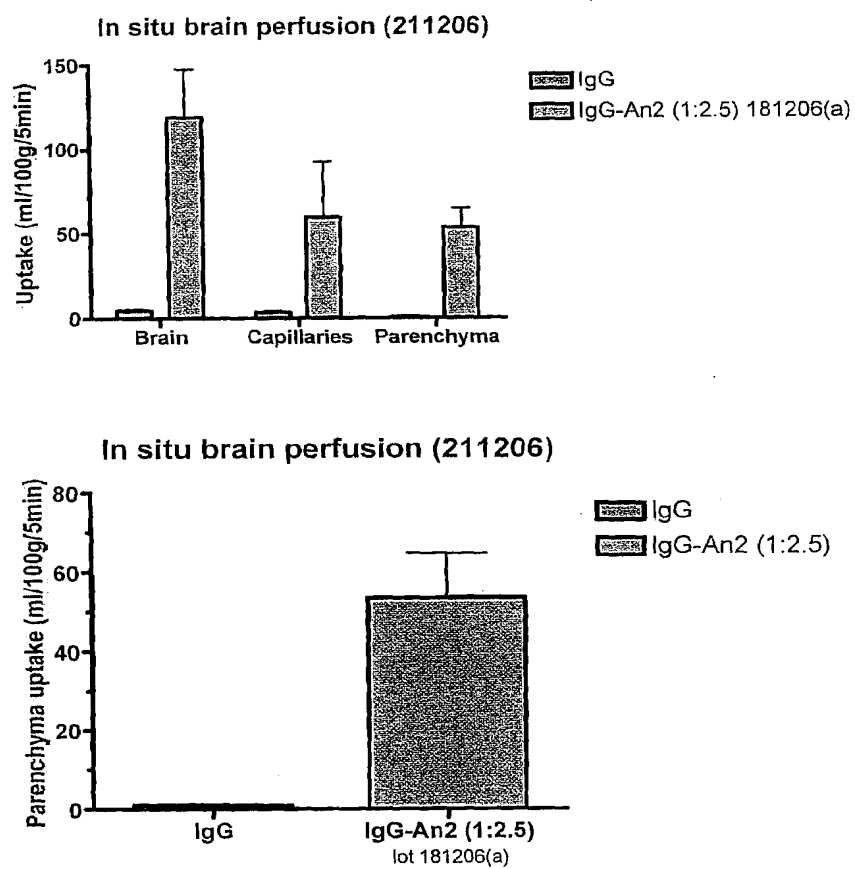 In situ brain perfusion (211206)
Uptake (ml/100g/5min)
150
100
50
0
Brain Capillaries Parenchyma
IgG
IgG-An2 (1:2.5) 181206(a)
In situ brain perfusion (211206)
Parenchyma uptake (ml/100g/5min)
80
60
40
20
0
IgG IgG-An2 (1:2.5)
lot 181206(a)
IgG
IgG-An2 (1:2.5)